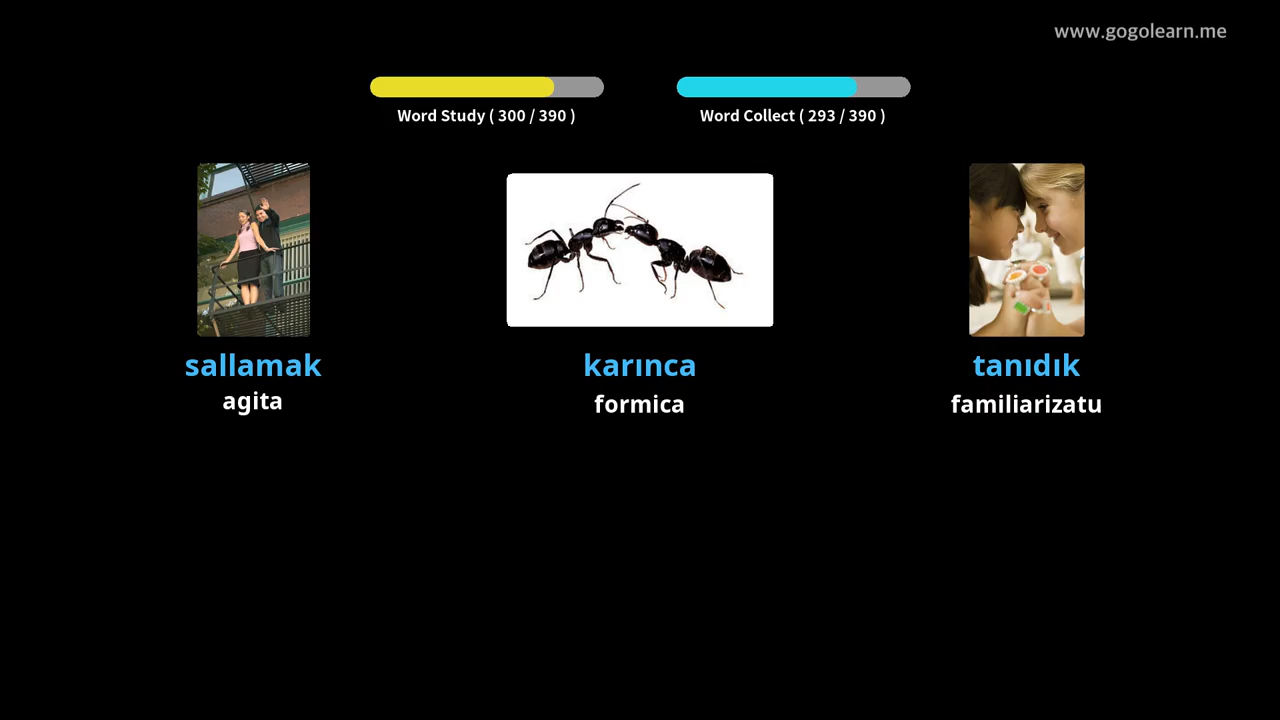 www.gogolearn.me
Word Study ( 300 / 390 )
Word Collect ( 293 / 390 )
sallamak
karınca
tanıdık
agita
formica
familiarizatu